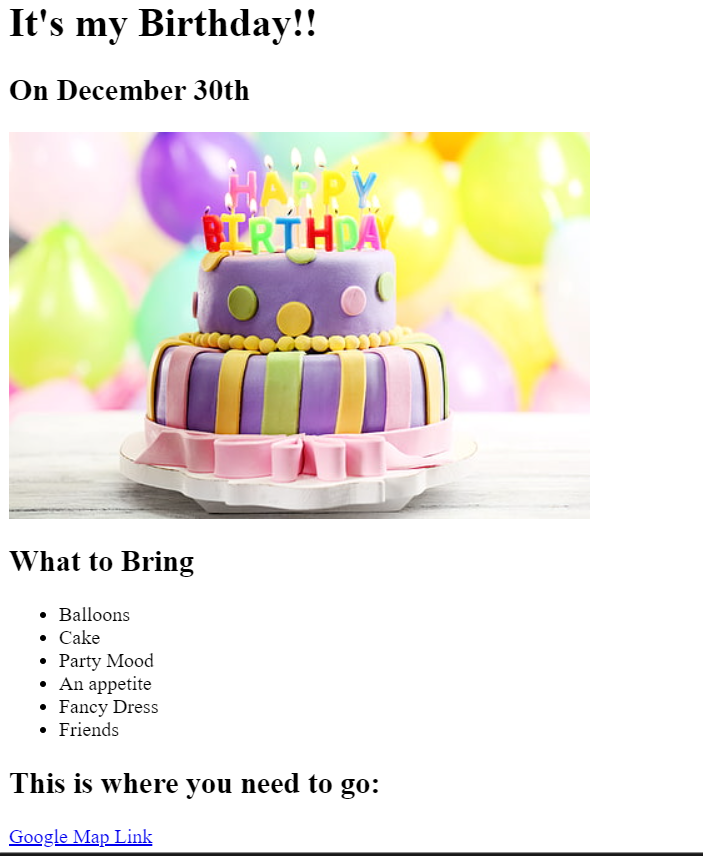 It's my Birthday!!
On December 30th
HAPPY
BIRTHDAY
What to Bring
Balloons
Cake
Party Mood
An appetite
Fancy Dress
Friends
This is where you need to go:
Google Map Link